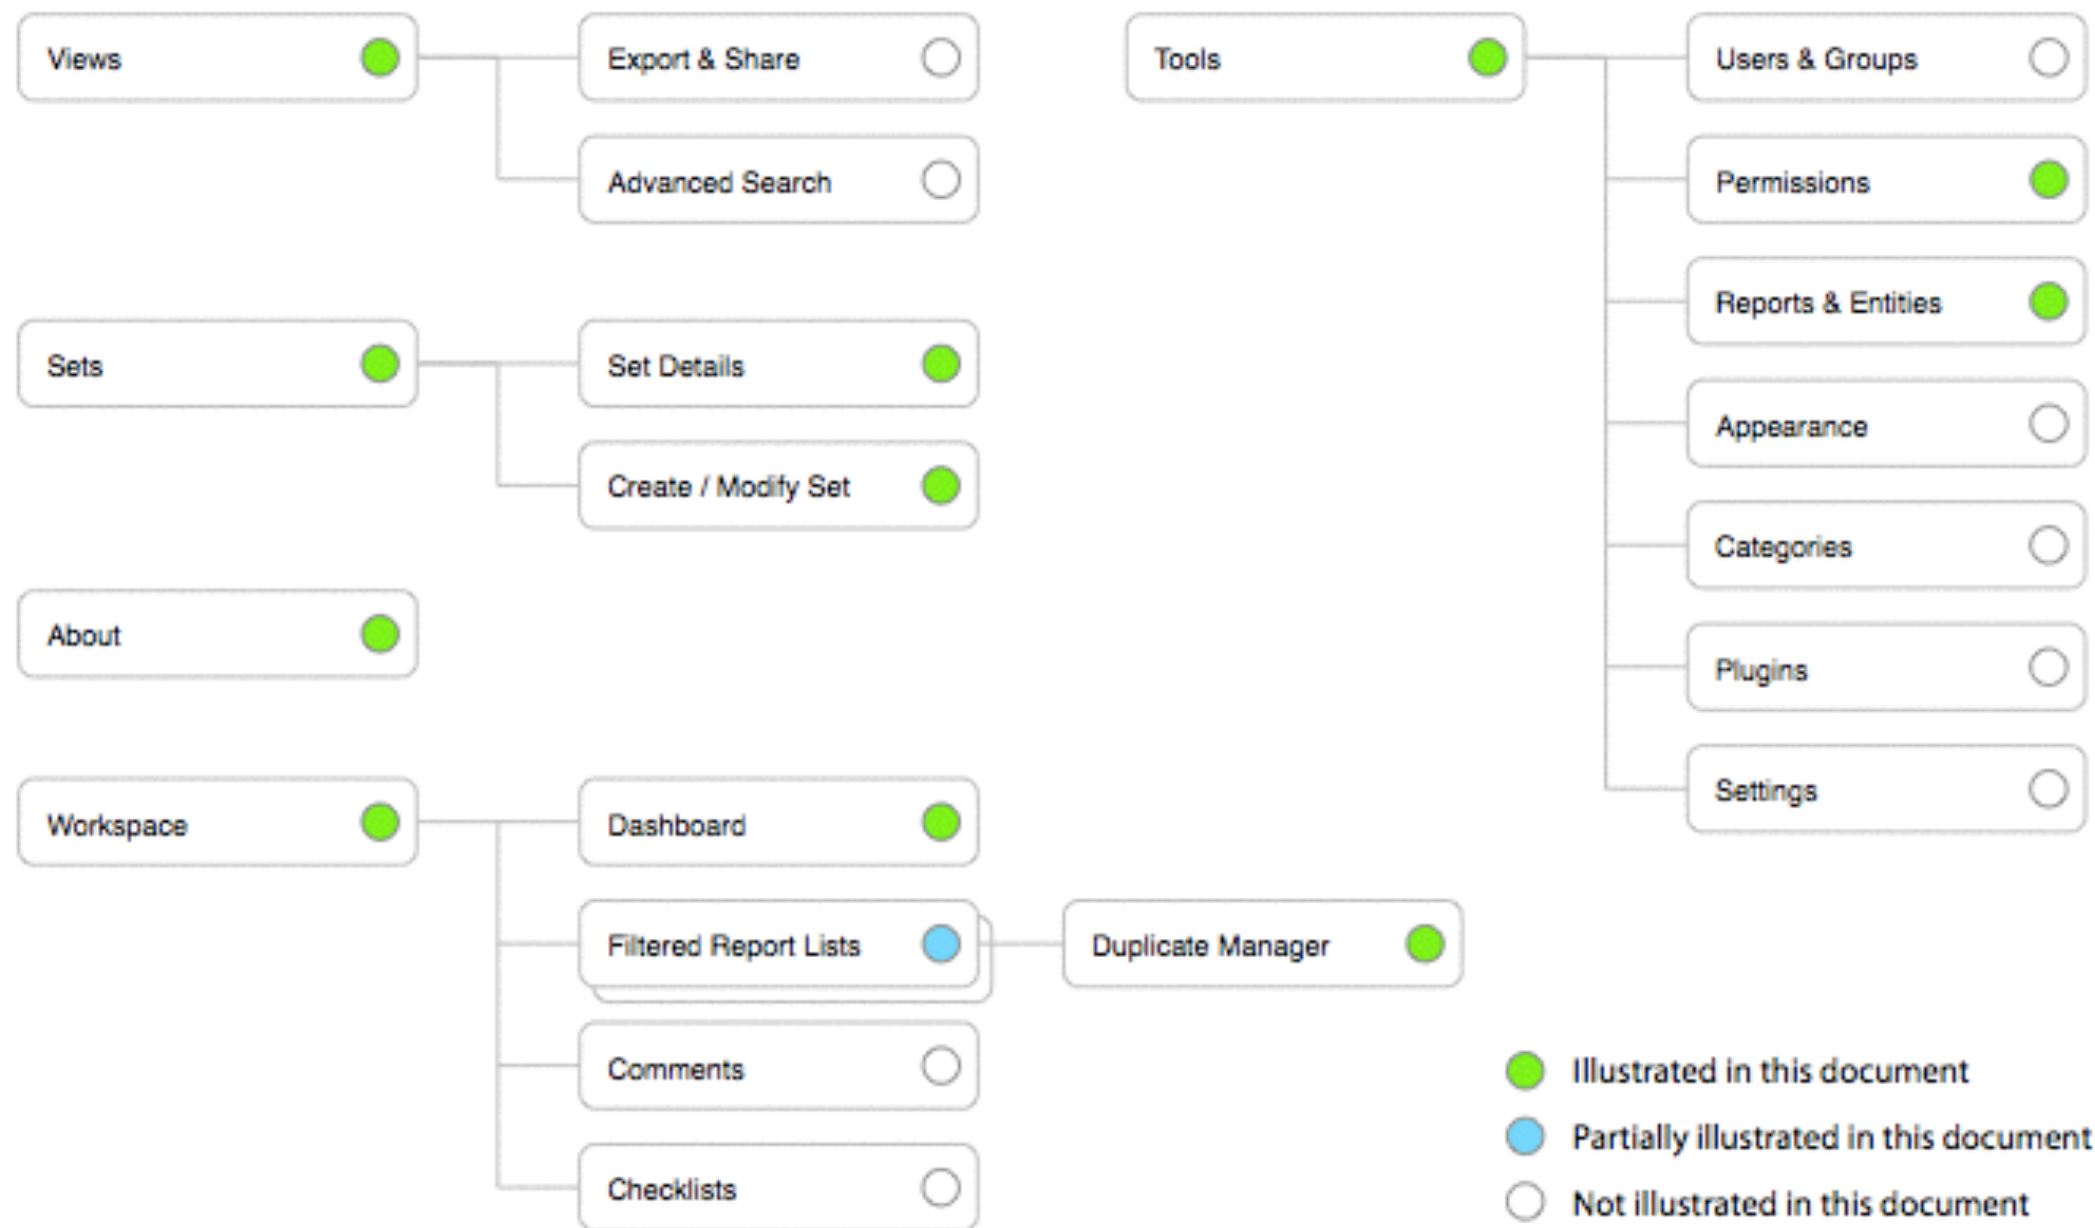 Views
Export & Share
Advanced Search
Sets
Set Details
Create / Modify Set
About
Workspace
Dashboard
Filtered Report Lists
Duplicate Manager
Comments
Checklists
Tools
Users & Groups
Permissions
Reports & Entities
Appearance
Categories
Plugins
Settings
Illustrated in this document
Partially illustrated in this document
Not illustrated in this document